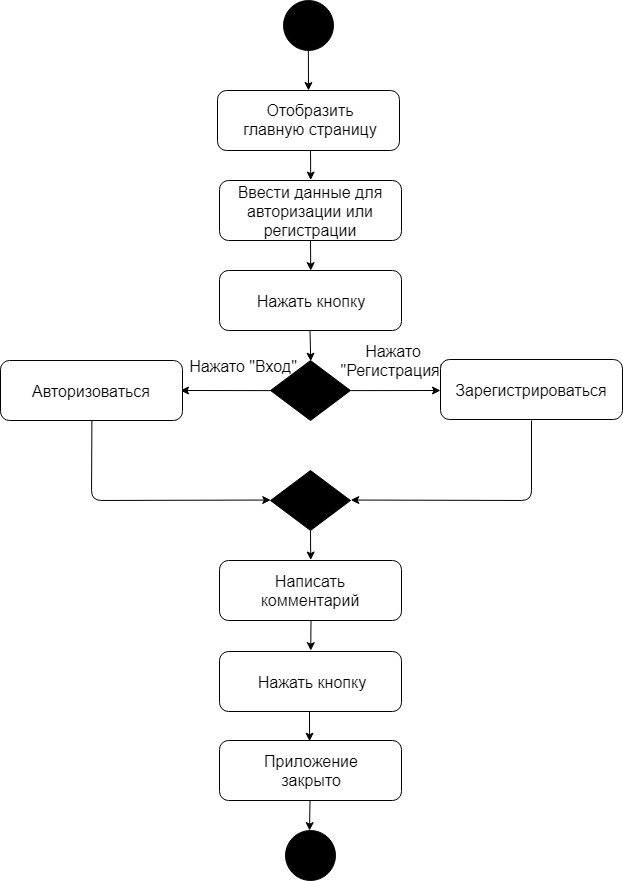 Отобразить
главную страницу
Ввести данные для
авторизации или
регистрации
Нажать кнопку
Нажато "Вход"
Нажато
"Регистрация
Авторизоваться
Зарегистрироваться
Написать
комментарий
Нажать кнопку
Приложение
закрыто